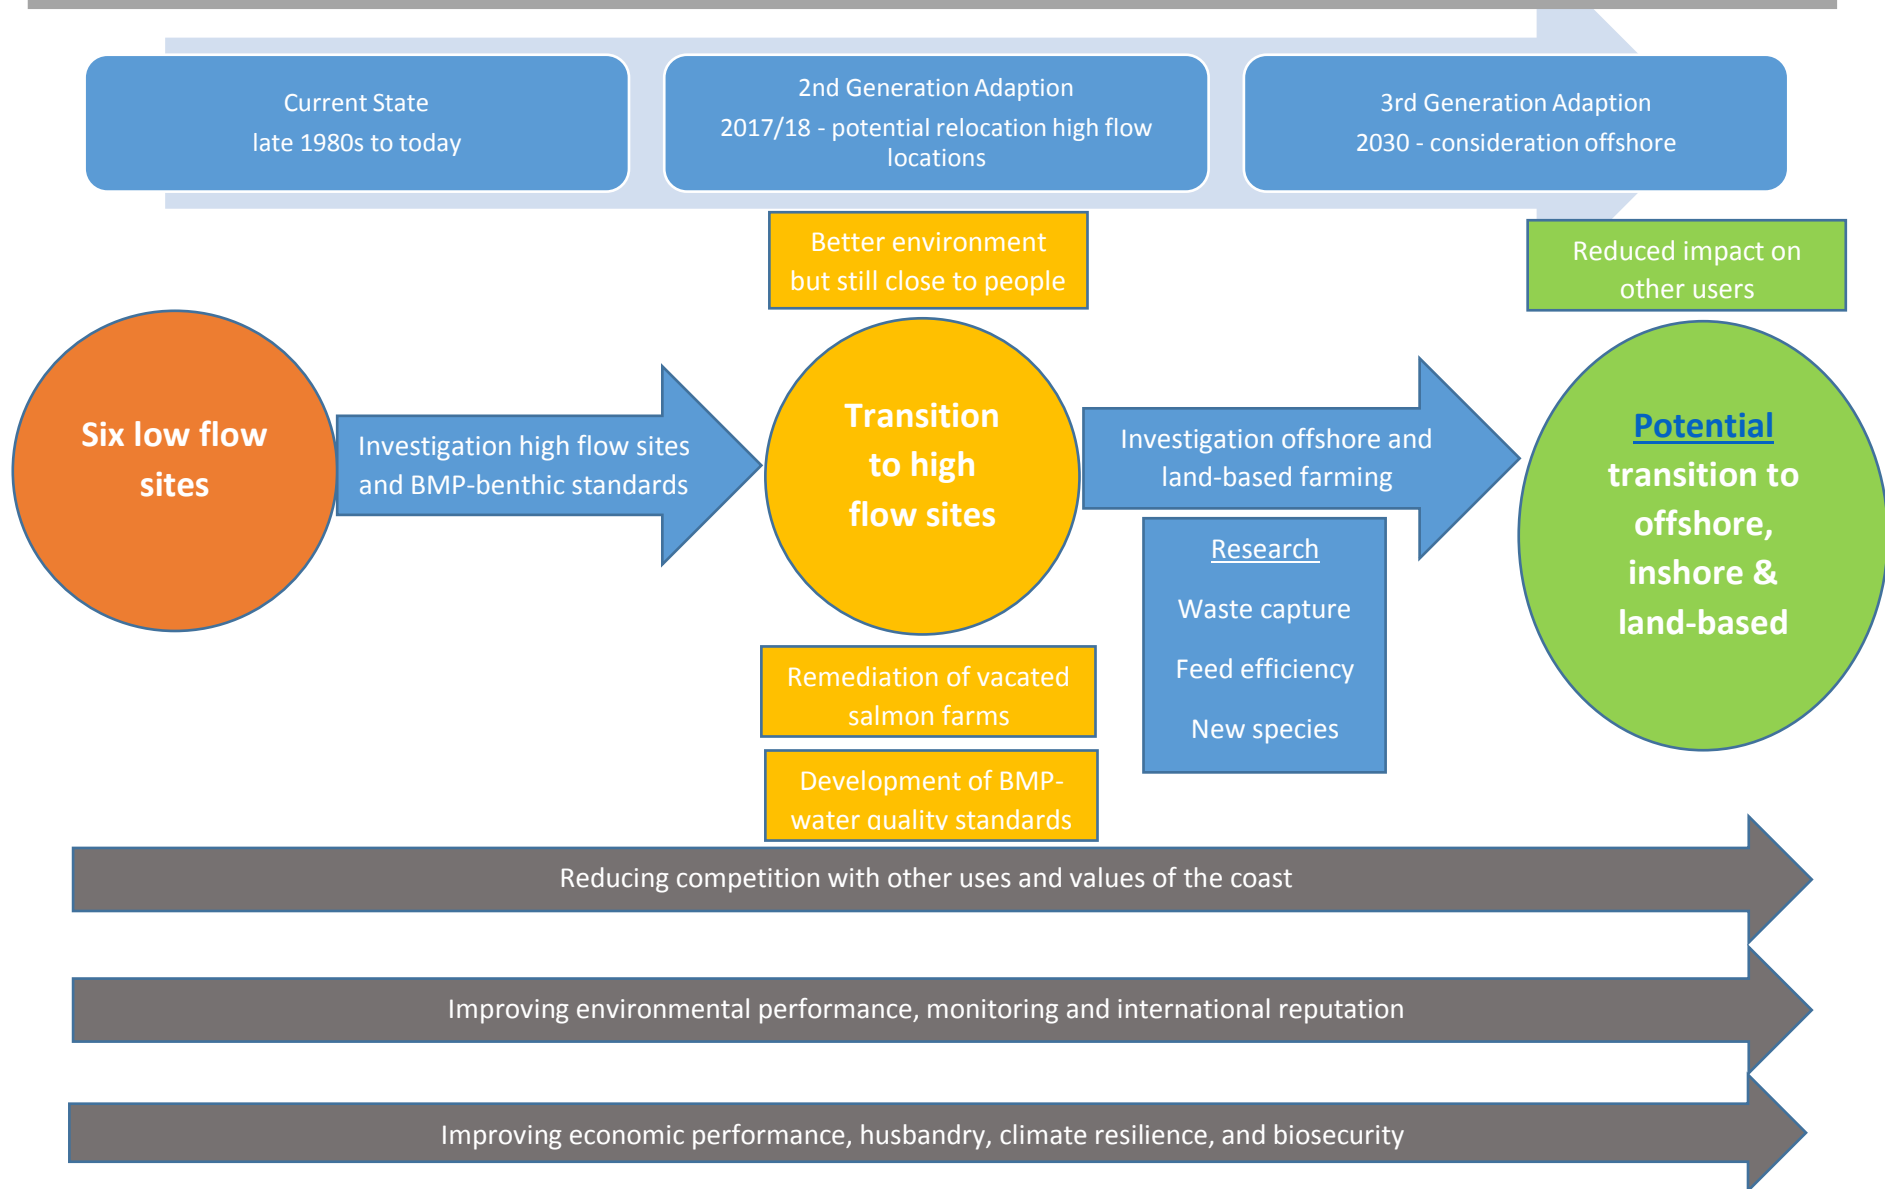 Current State
late 1980s to today
2nd Generation Adaption
2017/18 - potential relocation high flow
locations
3rd Generation Adaption
2030 - consideration offshore
Better environment
but still close to people
Reduced impact on
other users
Six low flow
sites
Investigation high flow sites
and BMP-benthic standards
Transition
to high
flow sites
Investigation offshore and
land-based farming
Potential
transition to
offshore,
inshore &
land-based
Research
Waste capture
Feed efficiency
New species
Remediation of vacated
salmon farms
Development of BMP-
water quality standards
Reducing competition with other uses and values of the coast
Improving environmental performance, monitoring and international reputation
Improving economic performance, husbandry, climate resilience, and biosecurity